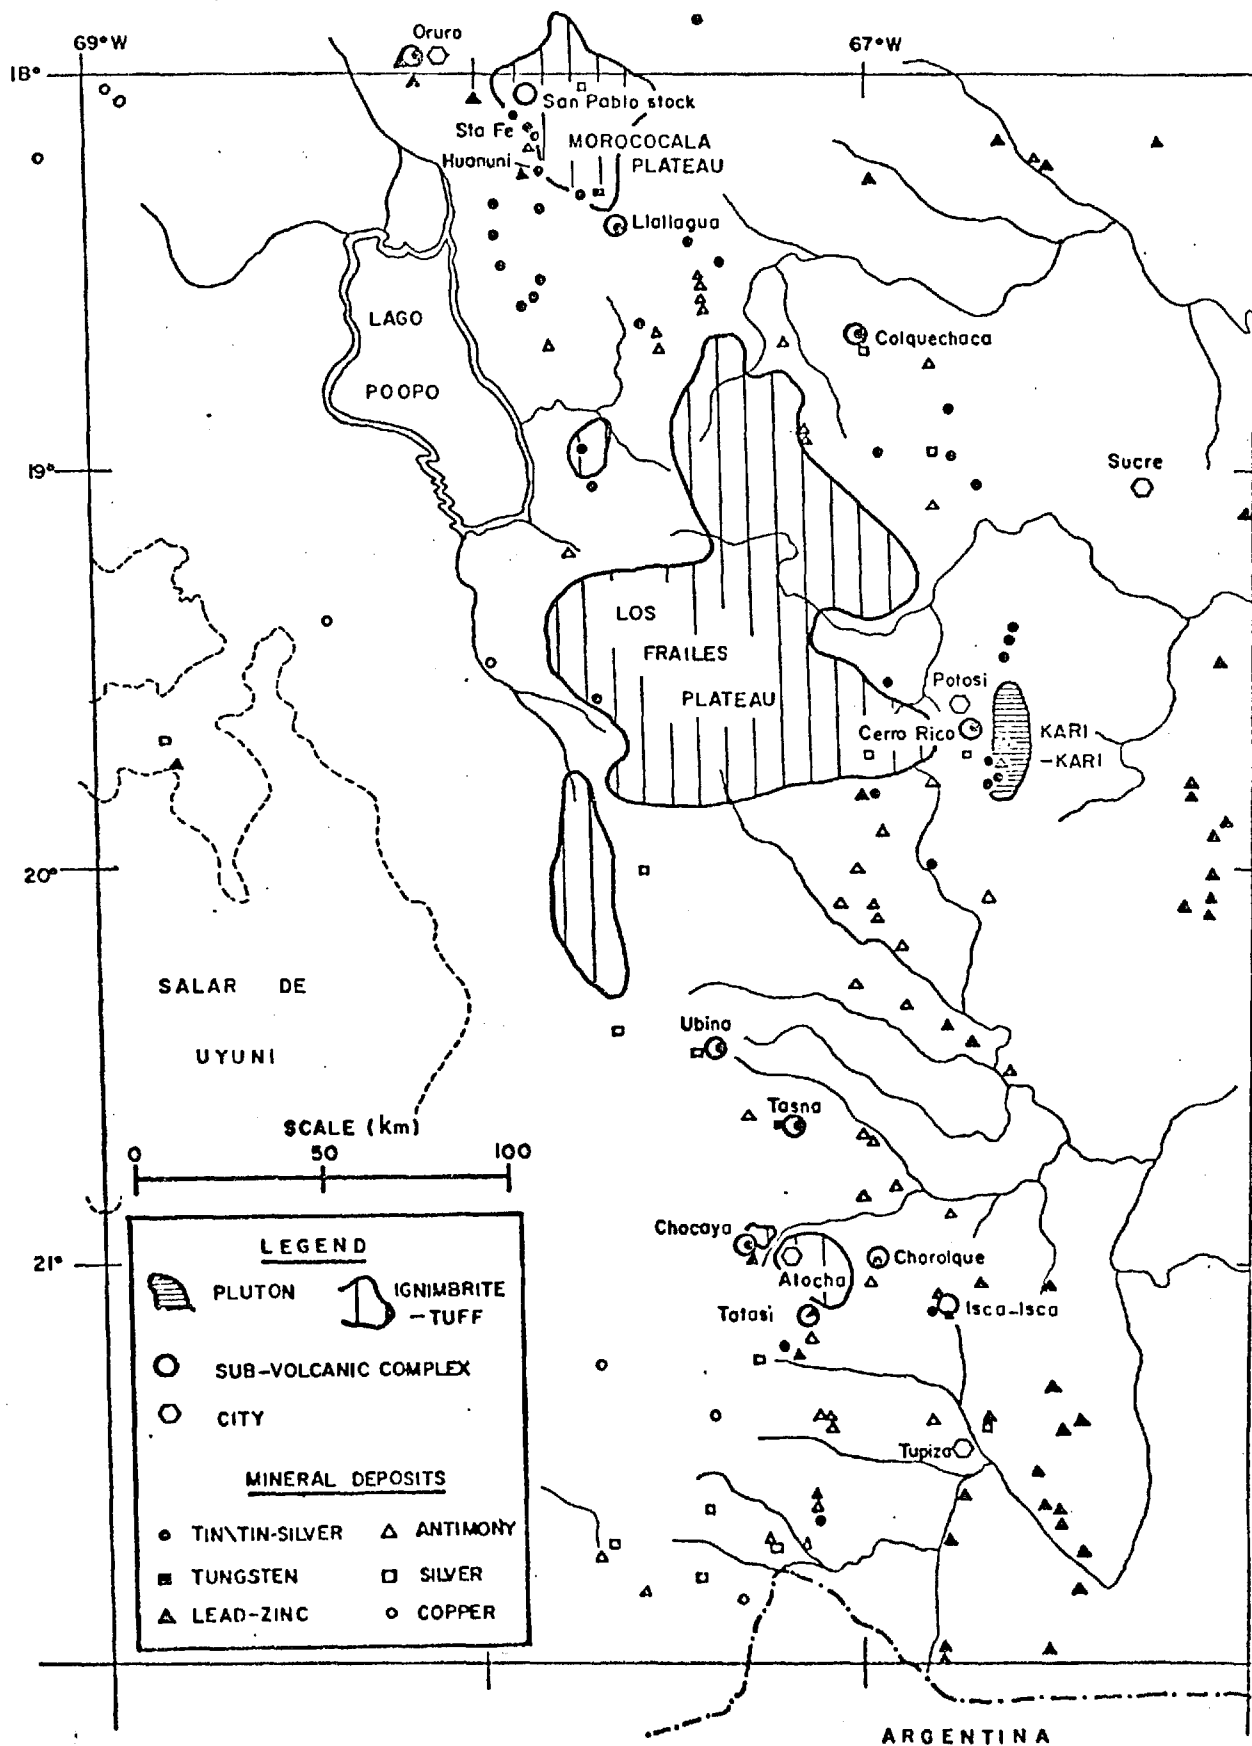 69°W
Oruro
67°W
18°
San Pablo stock
Sta Fe
MOROCOCALA
PLATEAU
Huanuni
Llallagua
LAGO
POOPO
Colquechaca
19°
Sucre
LOS
FRAILES
PLATEAU
Potosi
Cerro Rico
KARI
-KARI
20°
SALAR DE
UYUNI
Ubina
Tasna
SCALE (km)
0 50 100
Chocaya
Atocha
Chorolque
21°
Tatasi
Isca-Isca
Tupiza
LEGEND
PLUTON
IGNIMBRITE
-TUFF
SUB-VOLCANIC COMPLEX
CITY
MINERAL DEPOSITS
TIN\TIN-SILVER
ANTIMONY
TUNGSTEN
SILVER
LEAD-ZINC
COPPER
ARGENTINA